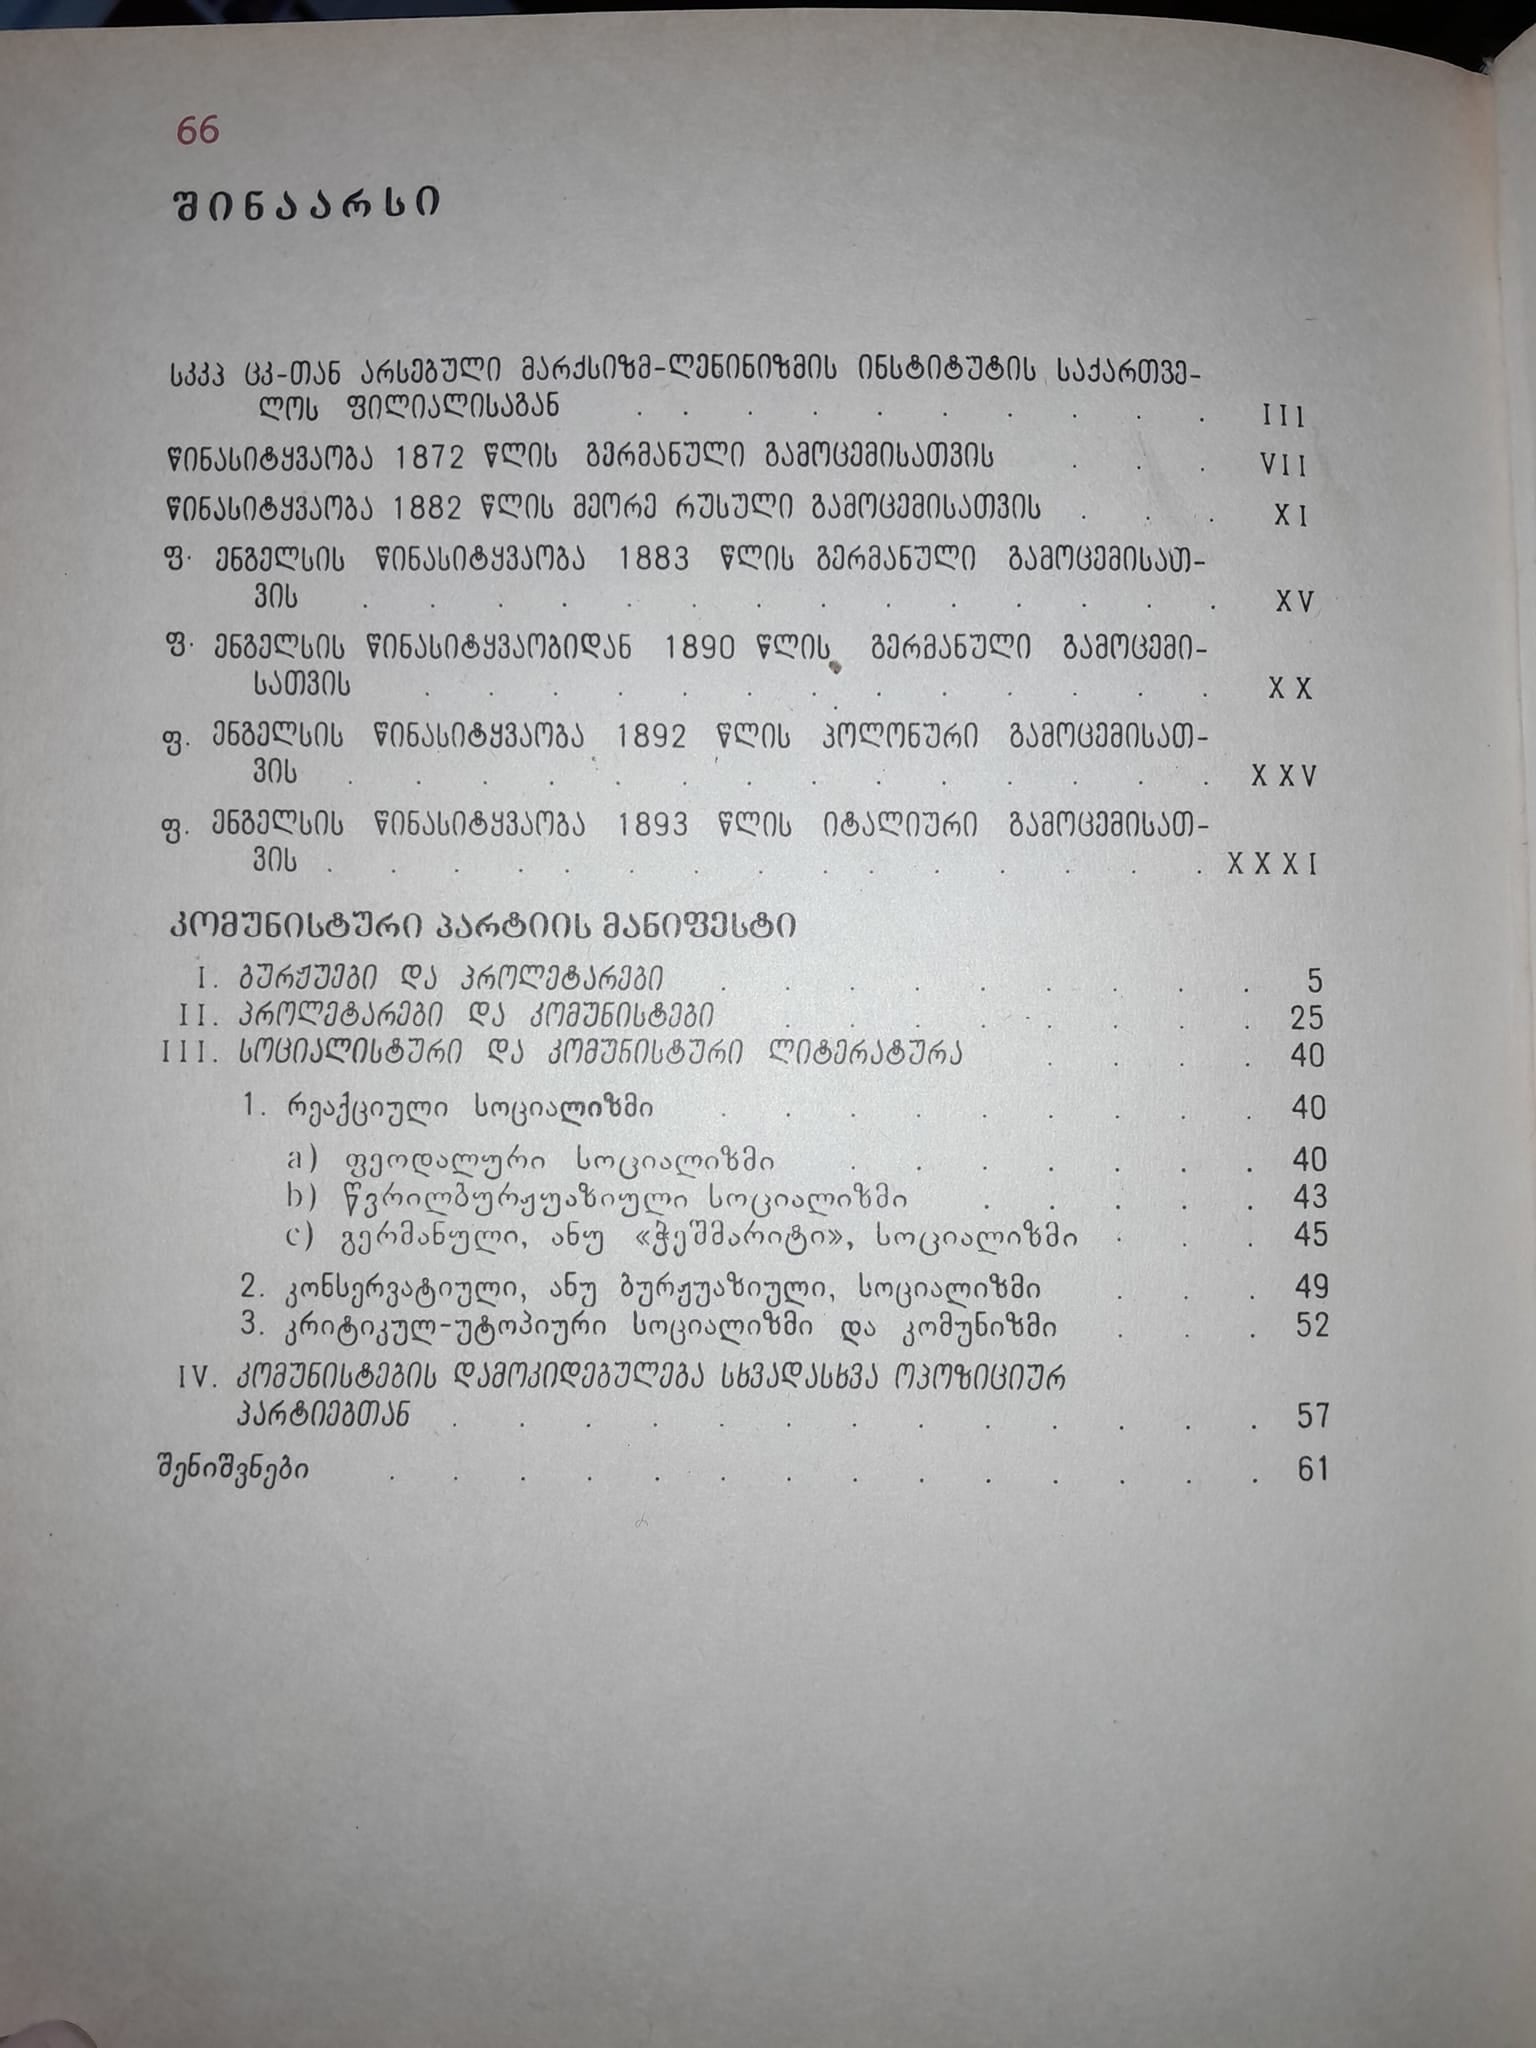 66
შინაარსი
სკკპ ცკ-თან არსებული მარქსიზმ-ლენინიზმის ინსტიტუტის საქართვე-
ლოს ფილიალისაგან . . . . . . . . . . III
წინასიტყვაობა 1872 წლის გერმანული გამოცემისათვის . . . VII
წინასიტყვაობა 1882 წლის მეორე რუსული გამოცემისათვის . . . XI
ფ. ენგელსის წინასიტყვაობა 1883 წლის გერმანული გამოცემისათ-
ვის . . . . . . . . . . . . . . XV
ფ. ენგელსის წინასიტყვაობიდან 1890 წლის გერმანული გამოცემი-
სათვის . . . . . . . . . . . . . XX
ფ. ენგელსის წინასიტყვაობა 1892 წლის პოლონური გამოცემისათ-
ვის . . . . . . . . . . . . . . XXV
ფ. ენგელსის წინასიტყვაობა 1893 წლის იტალიური გამოცემისათ-
ვის . . . . . . . . . . . . . . XXXI
კომუნისტური პარტიის მანიფესტი
I. ბურჟუები და პროლეტარები . . . . . . . . . 5
II. პროლეტარები და კომუნისტები . . . . . . . . 25
III. სოციალისტური და კომუნისტური ლიტერატურა . . . . 40
1. რეაქციული სოციალიზმი . . . . . . . . . 40
a) ფეოდალური სოციალიზმი . . . . . . . 40
b) წვრილბურჟუაზიული სოციალიზმი . . . . . 43
c) გერმანული, ანუ «ჭეშმარიტი», სოციალიზმი . . . 45
2. კონსერვატიული, ანუ ბურჟუაზიული, სოციალიზმი . . . 49
3. კრიტიკულ-უტოპიური სოციალიზმი და კომუნიზმი . . . 52
IV. კომუნისტების დამოკიდებულება სხვადასხვა ოპოზიციურ
პარტიებთან . . . . . . . . . . . . . 57
შენიშვნები . . . . . . . . . . . . . . 61